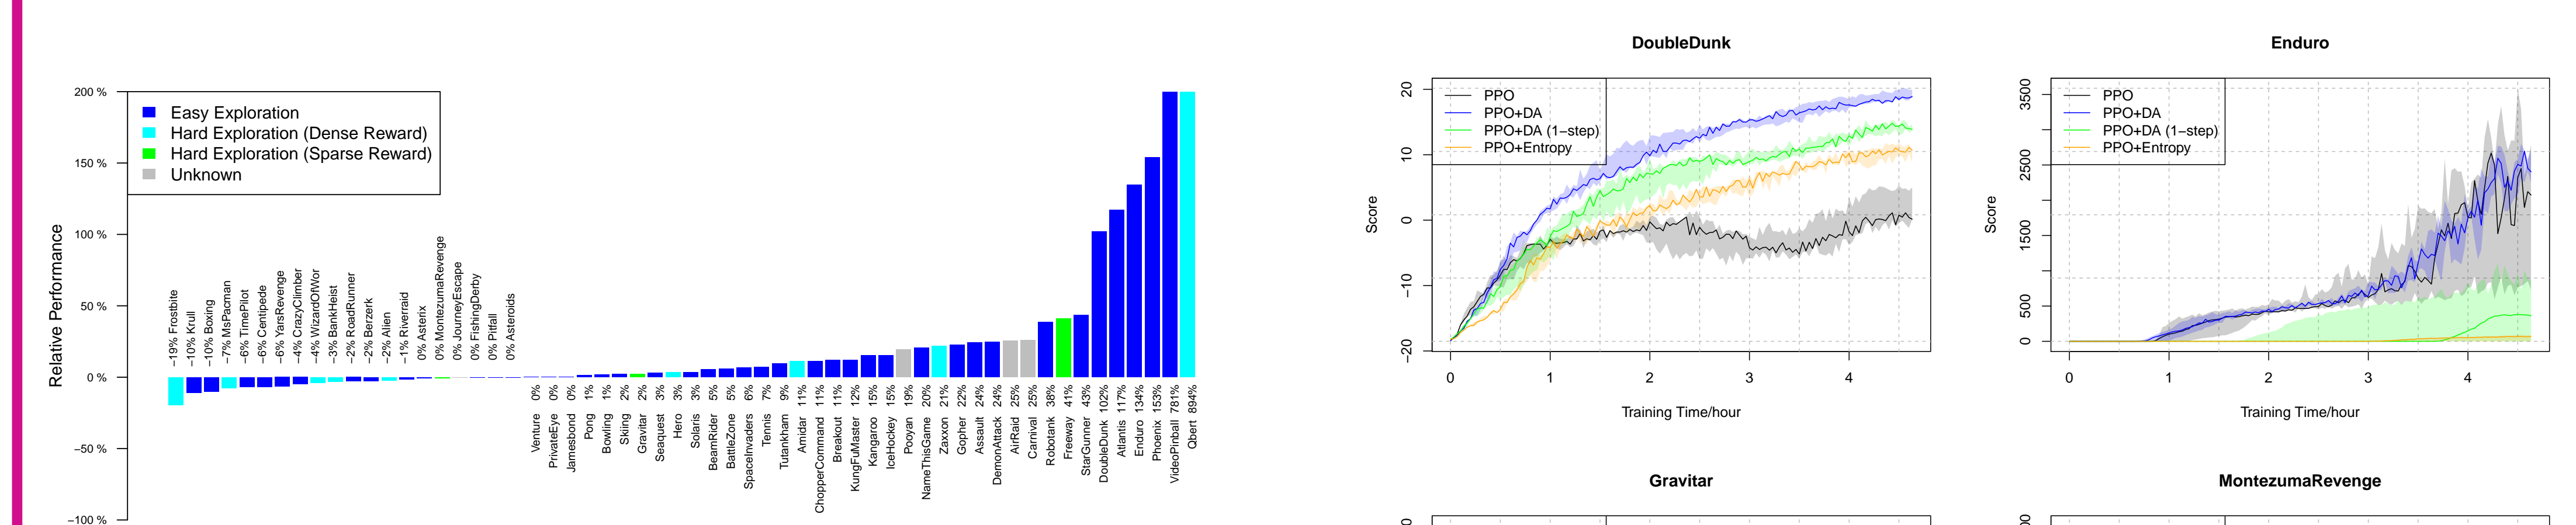 200 %
150 %
100 %
50 %
0 %
−50 %
−100 %
Relative Performance
Easy Exploration
Hard Exploration (Dense Reward)
Hard Exploration (Sparse Reward)
Unknown
−19% Frostbite
−10% Krull
−10% Boxing
−7% MsPacman
−6% TimePilot
−6% Centipede
−6% YarsRevenge
−4% CrazyClimber
−4% WizardOfWor
−3% BankHeist
−2% RoadRunner
−2% Berzerk
−2% Alien
−1% Riverraid
0% Asterix
0% MontezumaRevenge
0% JourneyEscape
0% FishingDerby
0% Pitfall
0% Asteroids
Venture 0%
PrivateEye 0%
Jamesbond 0%
Pong 1%
Bowling 1%
Skiing 2%
Gravitar 2%
Seaquest 3%
Hero 3%
Solaris 3%
BeamRider 5%
BattleZone 5%
SpaceInvaders 6%
Tennis 7%
Tutankham 9%
Amidar 11%
ChopperCommand 11%
Breakout 11%
KungFuMaster 12%
Kangaroo 15%
IceHockey 15%
Pooyan 19%
NameThisGame 20%
Zaxxon 21%
Gopher 22%
Assault 24%
DemonAttack 24%
AirRaid 25%
Carnival 25%
Robotank 38%
Freeway 41%
StarGunner 43%
DoubleDunk 102%
Atlantis 117%
Enduro 134%
Phoenix 153%
VideoPinball 781%
Qbert 894%
DoubleDunk
PPO
PPO+DA
PPO+DA (1−step)
PPO+Entropy
20
10
0
−10
−20
Score
0 1 2 3 4
Training Time/hour
Enduro
PPO
PPO+DA
PPO+DA (1−step)
PPO+Entropy
3500
2500
1500
500
0
Score
0 1 2 3 4
Training Time/hour
Gravitar
MontezumaRevenge